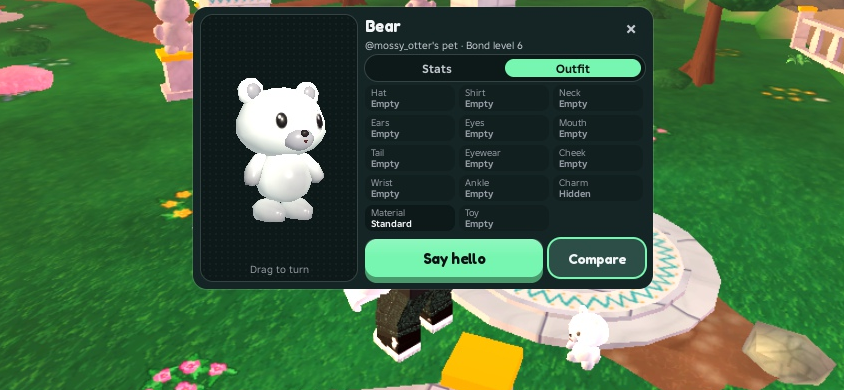 Bear
@mossy_otter's pet · Bond level 6
Stats
Outfit
Hat
Empty
Shirt
Empty
Neck
Empty
Ears
Empty
Eyes
Empty
Mouth
Empty
Tail
Empty
Eyewear
Empty
Cheek
Empty
Wrist
Empty
Ankle
Empty
Charm
Hidden
Material
Standard
Toy
Empty
Drag to turn
Say hello
Compare